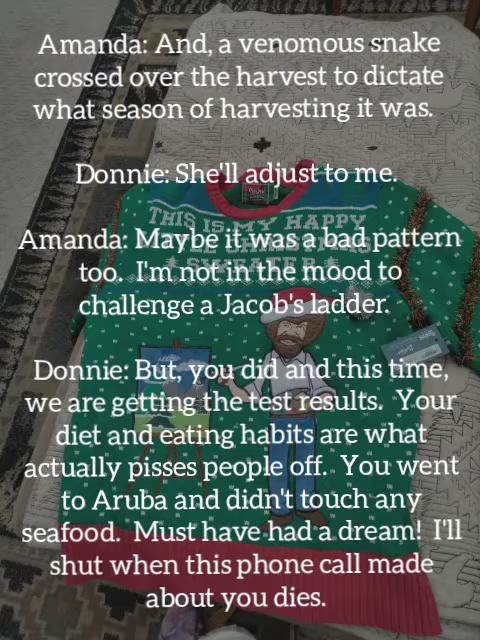 Amanda: And, a venomous snake
crossed over the harvest to dictate
what season of harvesting it was.
Donnie: She'll adjust to me.
THIS IS MY HAPPY
Amanda: Maybe it was a bad pattern
SWEATER
too. I'm not in the mood to
challenge a Jacob's ladder.
Donnie: But, you did and this time,
we are getting the test results. Your
diet and eating habits are what
actually pisses people off. You went
to Aruba and didn't touch any
seafood. Must have had a dream! I'll
shut when this phone call made
about you dies.